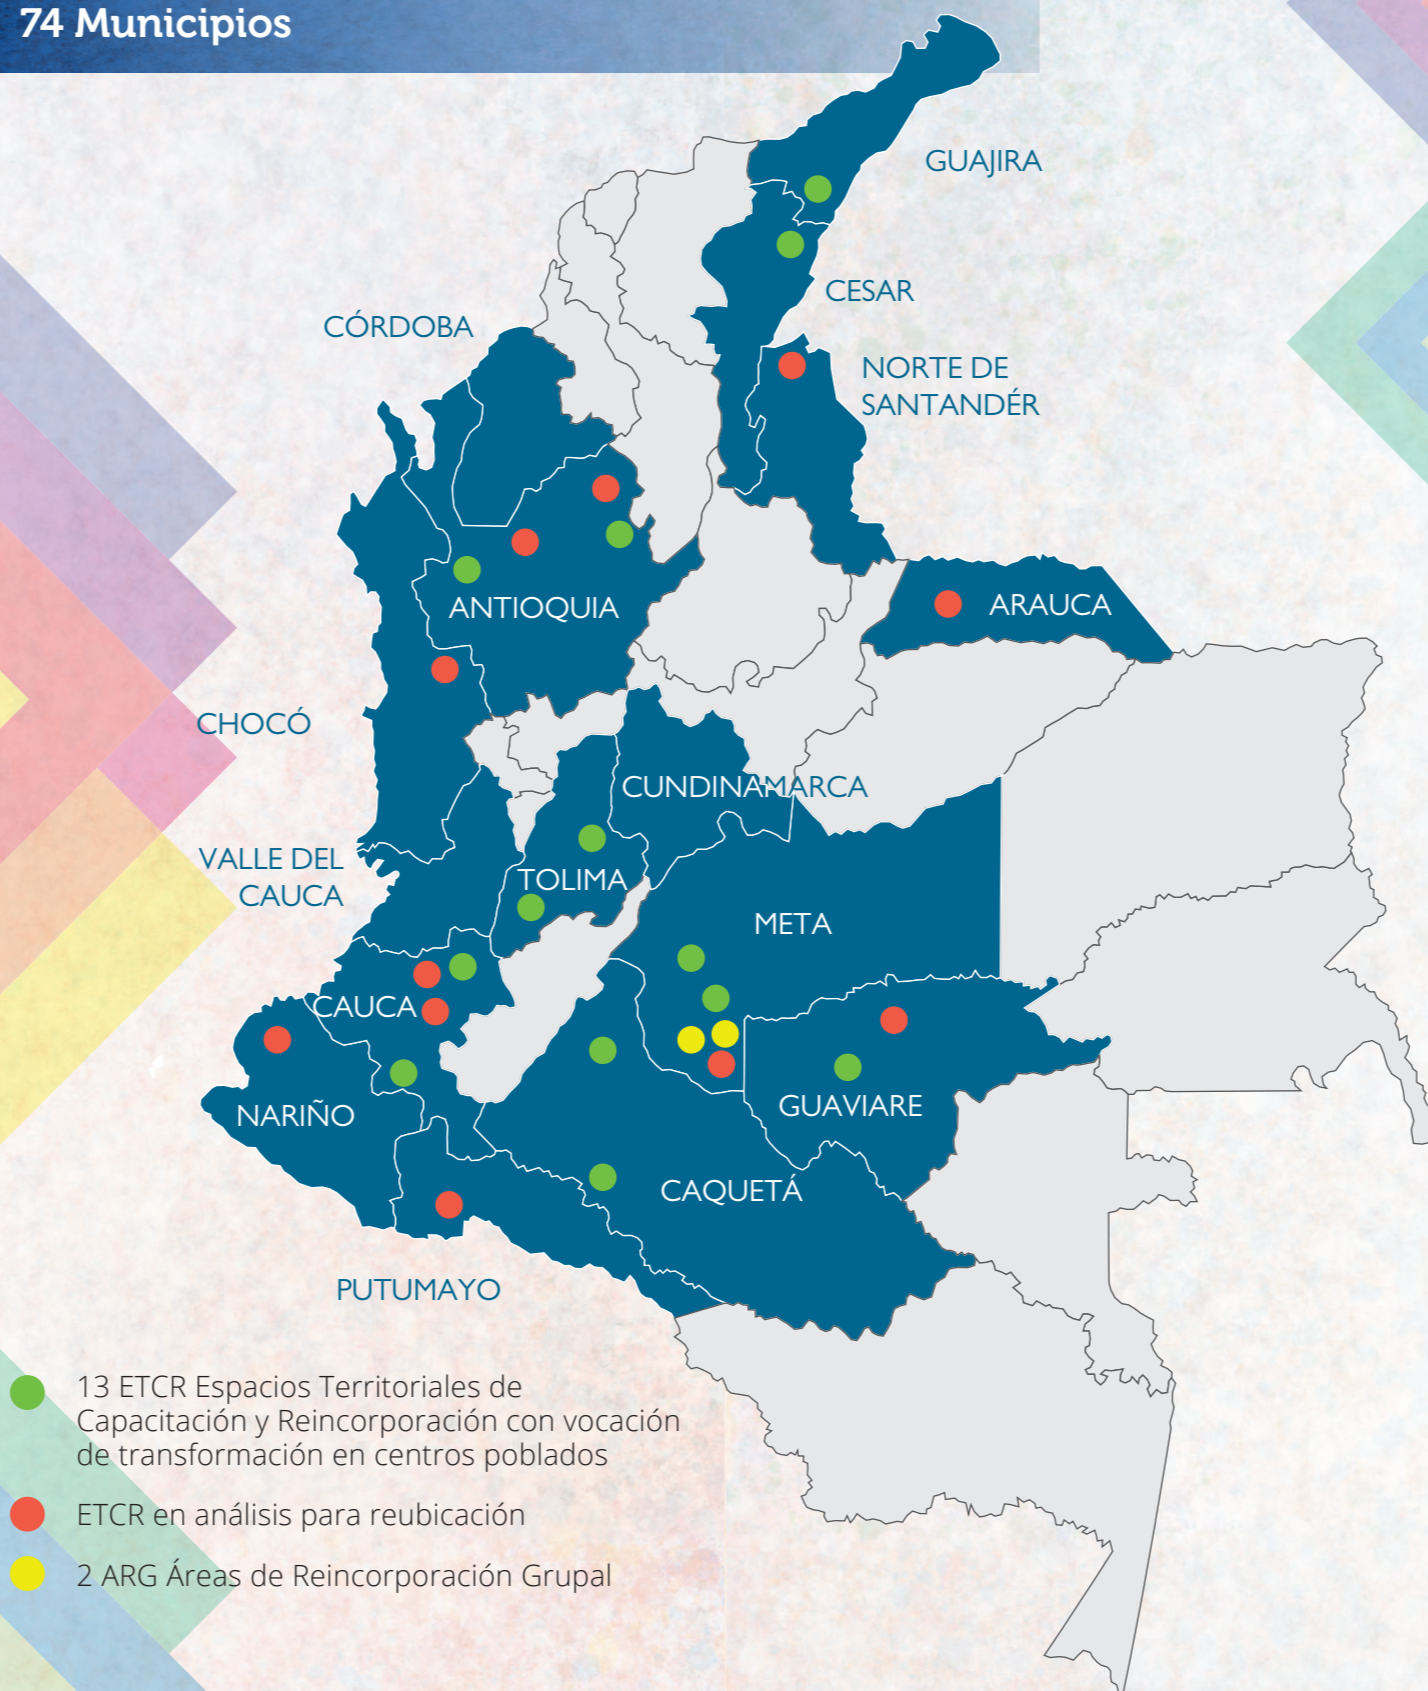 74 Municipios
GUAJIRA
CESAR
CÓRDOBA
NORTE DE
SANTANDÉR
ANTIOQUIA
ARAUCA
CHOCÓ
CUNDINAMARCA
VALLE DEL
CAUCA
TOLIMA
META
CAUCA
NARIÑO
GUAVIARE
CAQUETÁ
PUTUMAYO
13 ETCR Espacios Territoriales de
Capacitación y Reincorporación con vocación
de transformación en centros poblados
ETCR en análisis para reubicación
2 ARG Áreas de Reincorporación Grupal